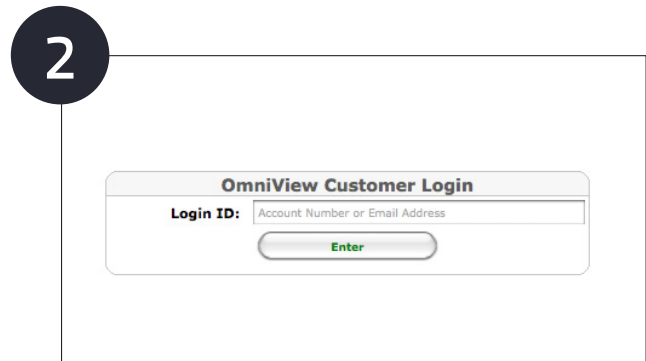 2
OmniView Customer Login
Login ID: Account Number or Email Address
Enter